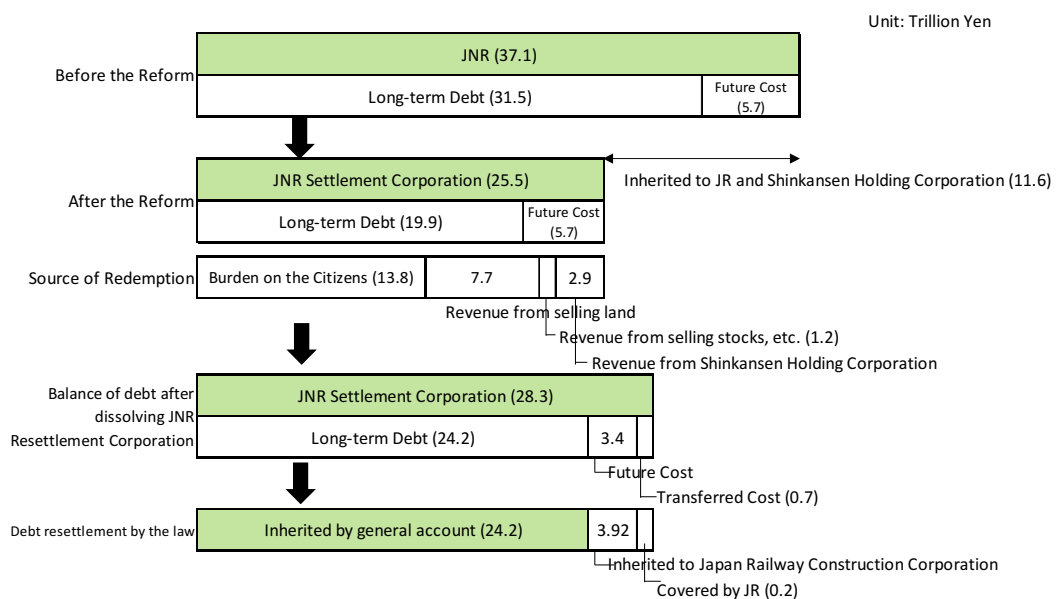 Unit: Trillion Yen
JNR (37.1)
Before the Reform
Long-term Debt (31.5)
Future Cost
(5.7)
JNR Settlement Corporation (25.5)
Inherited to JR and Shinkansen Holding Corporation (11.6)
After the Reform
Long-term Debt (19.9)
Future Cost
(5.7)
Source of Redemption
Burden on the Citizens (13.8)
7.7
2.9
Revenue from selling land
Revenue from selling stocks, etc. (1.2)
Revenue from Shinkansen Holding Corporation
Balance of debt after
dissolving JNR
Resettlement Corporation
JNR Settlement Corporation (28.3)
Long-term Debt (24.2)
3.4
Future Cost
Transferred Cost (0.7)
Debt resettlement by the law
Inherited by general account (24.2)
3.92
Inherited to Japan Railway Construction Corporation
Covered by JR (0.2)